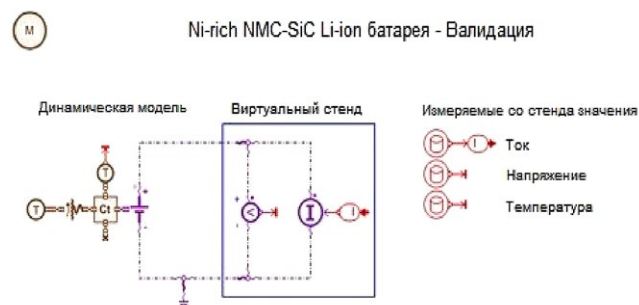 M
Ni-rich NMC-SiC Li-ion батарея - Валидация
Динамическая модель
Виртуальный стенд
Измеряемые со стенда значения
Ток
Напряжение
Температура
T
T
Ct
V
I
I
I